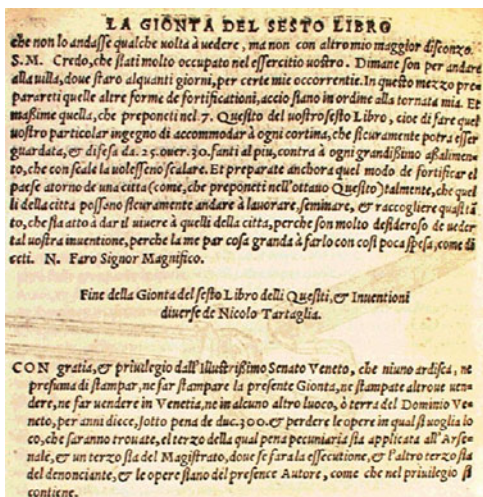 LA GIONTA DEL SESTO LIBRO
che non lo andasse qualche uolta à uedere, ma non con altro mio maggior disconzo.
S.M. Credo, che siati molto occupato nel essercitio uostro. Dimane son per andare
alla uilla, doue staro alquanti giorni, per certe mie occorrentie. In questo mezzo pre
parareti quelle altre forme de fortificationi, accio siano in ordine alla tornata mia. Et
maßime quella, che preponeti nel 7. Quesito del uostro sesto Libro, cioe di fare quel
uostro particolar ingegno di accommodar à ogni cortina, che sicuramente potra esser
guardata, & difesa da. 25. ouer. 30. fanti al piu, contra à ogni grandißimo assalimen=
to, che con scale la uolesseno scalare. Et preparate anchora quel modo de fortificar el
paese atorno de una citta (come, che preponeti nell'ottauo Quesito) talmente, che quel
li della citta possano sicuramente andare à lauorare, seminare, & raccogliere
to, che sia atto à dar il uiuere à quelli della citta, perche son molto desideroso de ueder
tal uostra inuentione, perche la me par cosa granda à farlo con cosi poca spesa, come di
ceti. N. Faro Signor Magnifico.
Fine della Gionta del sesto Libro delli Quesiti, & Inuentioni
diuerse de Nicolo Tartaglia.
CON gratia, & priuilegio dall'Illustrißimo Senato Veneto, che niuno ardisca, ne
presuma di stampar, ne far stampare la presente Gionta, ne stampate altroue uen=
dere, ne far uendere in Venetia, ne in alcuno altro luoco, ò terra del Dominio Ve=
neto, per anni diece, sotto pena de duc. 300. & perdere le opere in qual si uoglia lo
co, che saranno trouate, el terzo della qual pena pecuniaria sia applicata all'Arse=
nale, & un terzo sia del Magistrato, doue se fara la essecutione, & l'altro terzo sia
del denonciante, & le opere siano del presence Autore, come che nel priuilegio si
contiene.